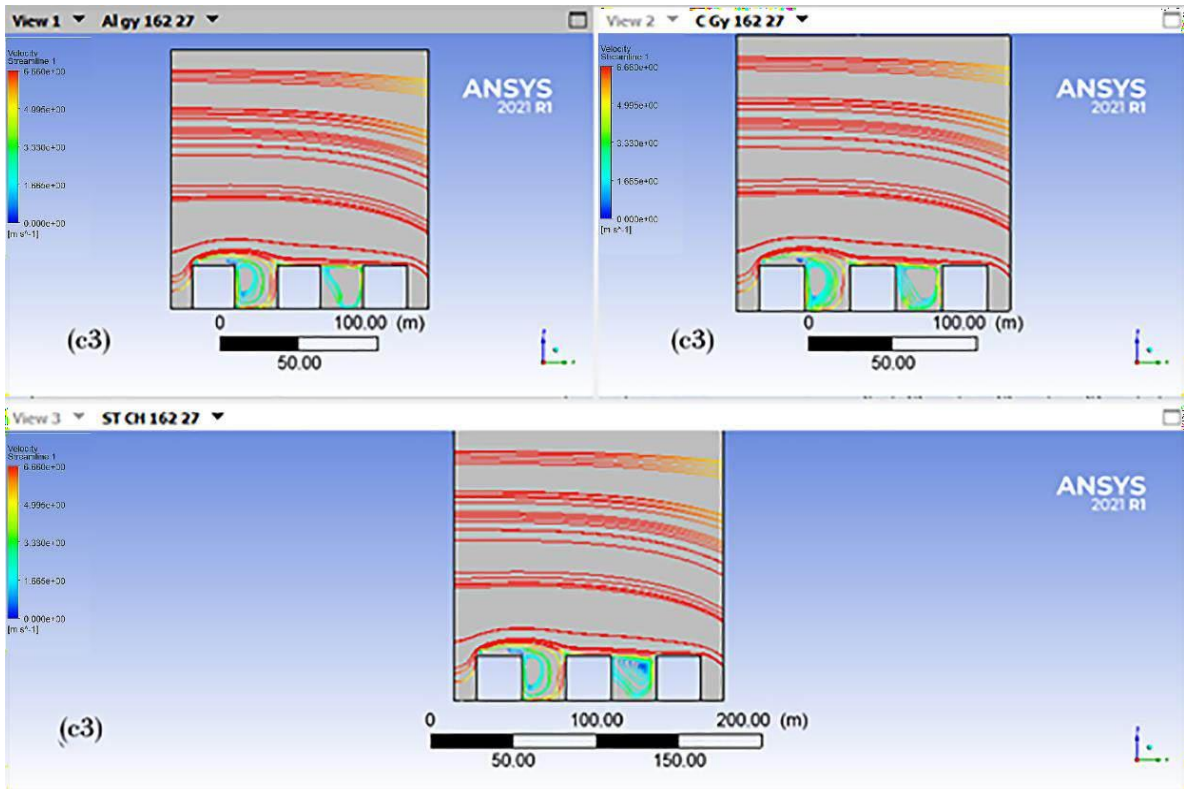 View 1 Al gy 162 27
Velocity
Streamline 1
6.660e+00
4.995e+00
3.330e+00
1.665e+00
0.000e+00
[m s^-1]
ANSYS
2021 R1
0 100.00 (m)
50.00
(c3)
View 2 C Gy 162 27
Velocity
Streamline 1
6.660e+00
4.995e+00
3.330e+00
1.665e+00
0.000e+00
[m s^-1]
ANSYS
2021 R1
0 100.00 (m)
50.00
(c3)
View 3 ST CH 162 27
Velocity
Streamline 1
6.660e+00
4.995e+00
3.330e+00
1.665e+00
0.000e+00
[m s^-1]
ANSYS
2021 R1
0 100.00 200.00 (m)
50.00 150.00
(c3)